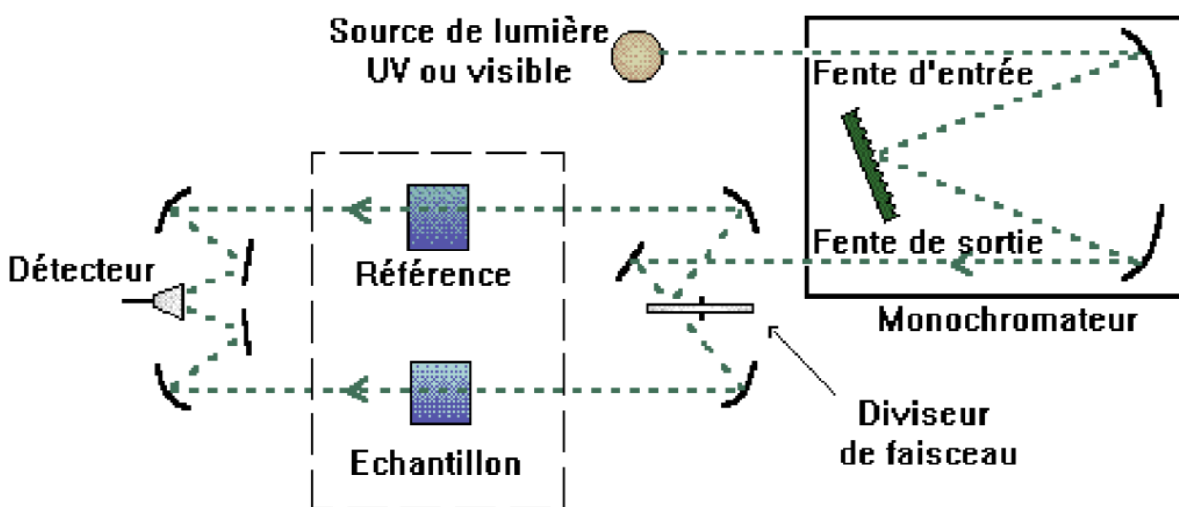 Source de lumière
UV ou visible
Fente d'entrée
Fente de sortie
Monochromateur
Détecteur
Référence
Echantillon
Diviseur
de faisceau